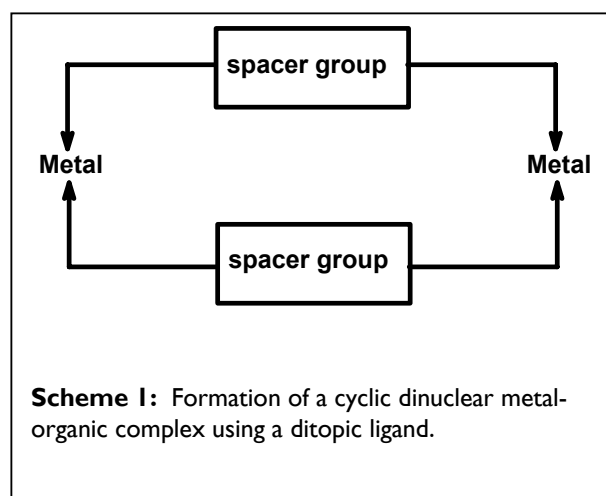 spacer group
Metal
Metal
spacer group
Scheme 1: Formation of a cyclic dinuclear metal-
organic complex using a ditopic ligand.